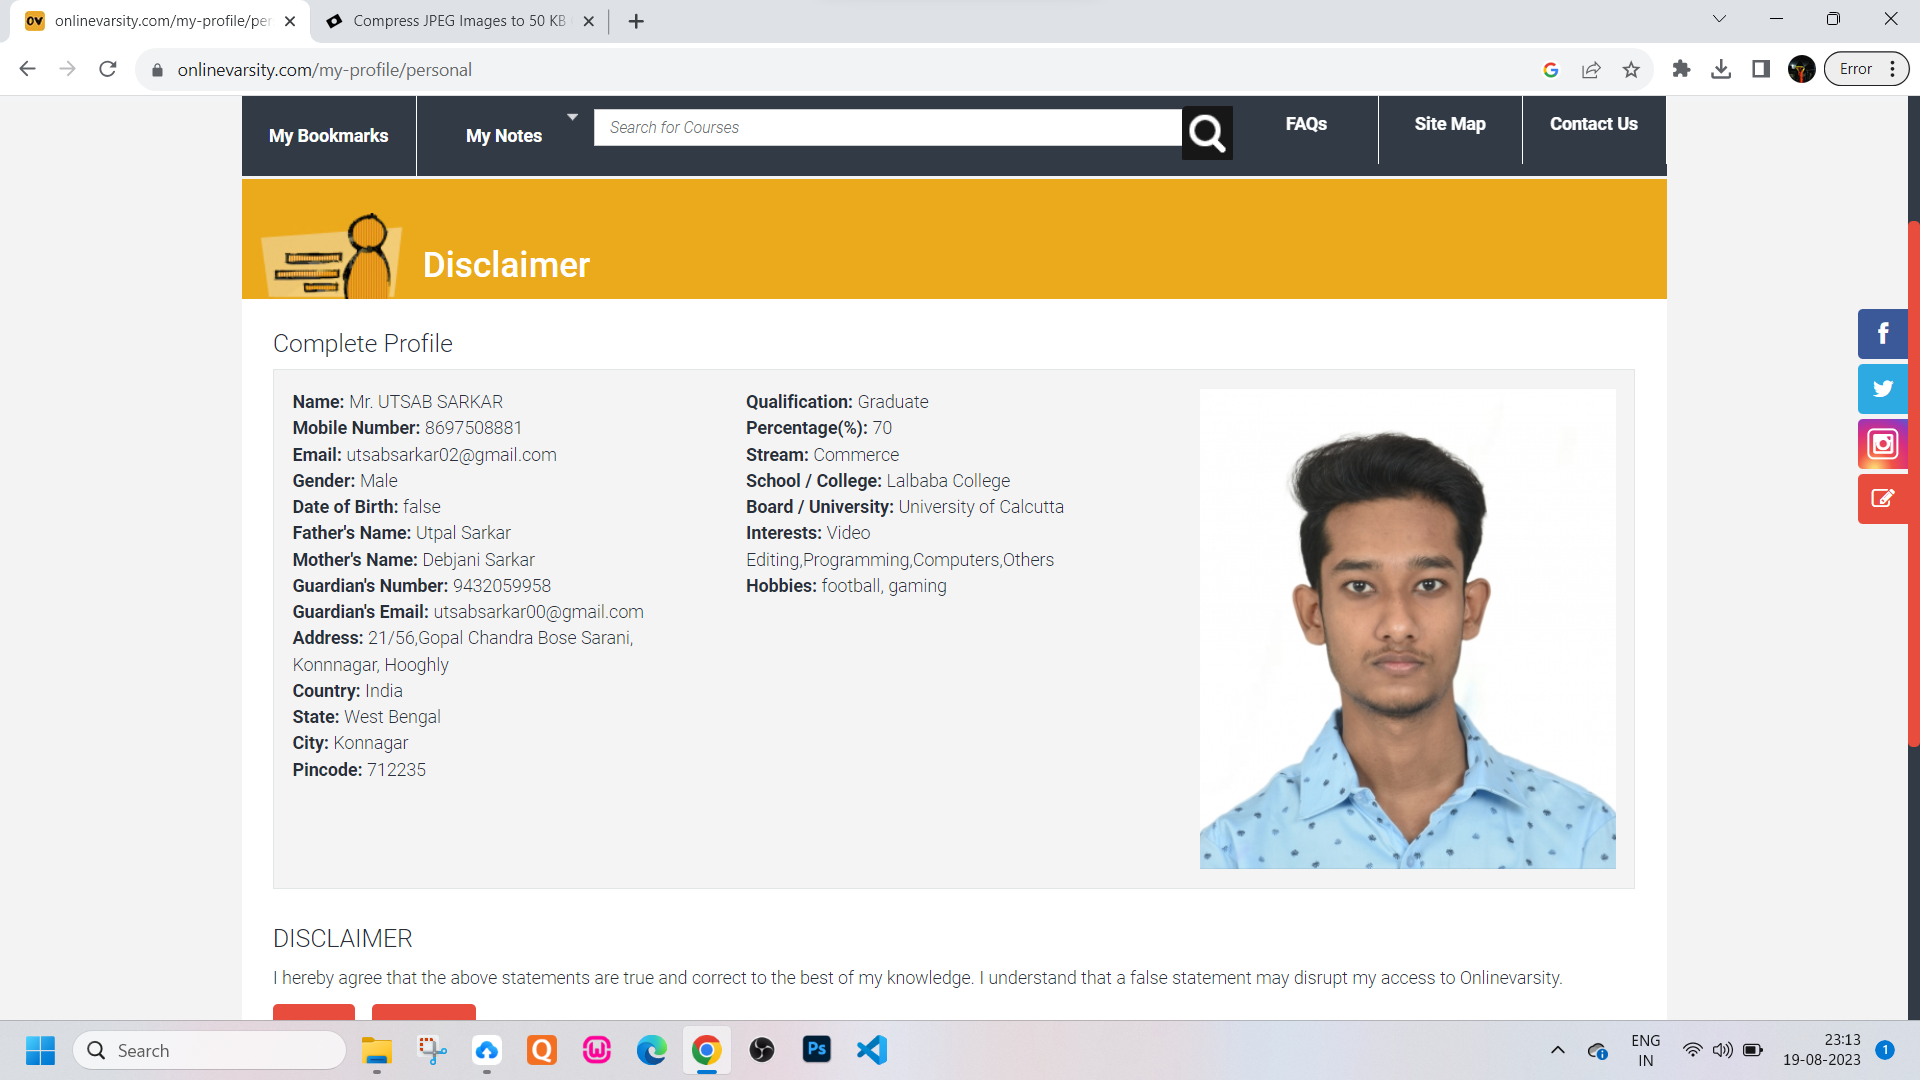 onlinevarsity.com/my-profile/per
Compress JPEG Images to 50 KB
onlinevarsity.com/my-profile/personal
Error
My Bookmarks
My Notes
Search for Courses
FAQs
Site Map
Contact Us
Disclaimer
Complete Profile
Name: Mr. UTSAB SARKAR
Mobile Number: 8697508881
Email: utsabsarkar02@gmail.com
Gender: Male
Date of Birth: false
Father's Name: Utpal Sarkar
Mother's Name: Debjani Sarkar
Guardian's Number: 9432059958
Guardian's Email: utsabsarkar00@gmail.com
Address: 21/56,Gopal Chandra Bose Sarani,
Konnnagar, Hooghly
Country: India
State: West Bengal
City: Konnagar
Pincode: 712235
Qualification: Graduate
Percentage(%): 70
Stream: Commerce
School / College: Lalbaba College
Board / University: University of Calcutta
Interests: Video
Editing,Programming,Computers,Others
Hobbies: football, gaming
DISCLAIMER
I hereby agree that the above statements are true and correct to the best of my knowledge. I understand that a false statement may disrupt my access to Onlinevarsity.
Search
Ps
ENG
IN
23:13
19-08-2023
1